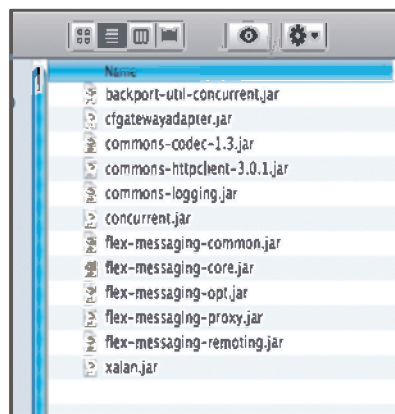 Name
backport-util-concurrent.jar
cfgatewayadapter.jar
commons-codec-1.3.jar
commons-httpclient-3.0.1.jar
commons-logging.jar
concurrent.jar
flex-messaging-common.jar
flex-messaging-core.jar
flex-messaging-opt.jar
flex-messaging-proxy.jar
flex-messaging-remoting.jar
xalan.jar